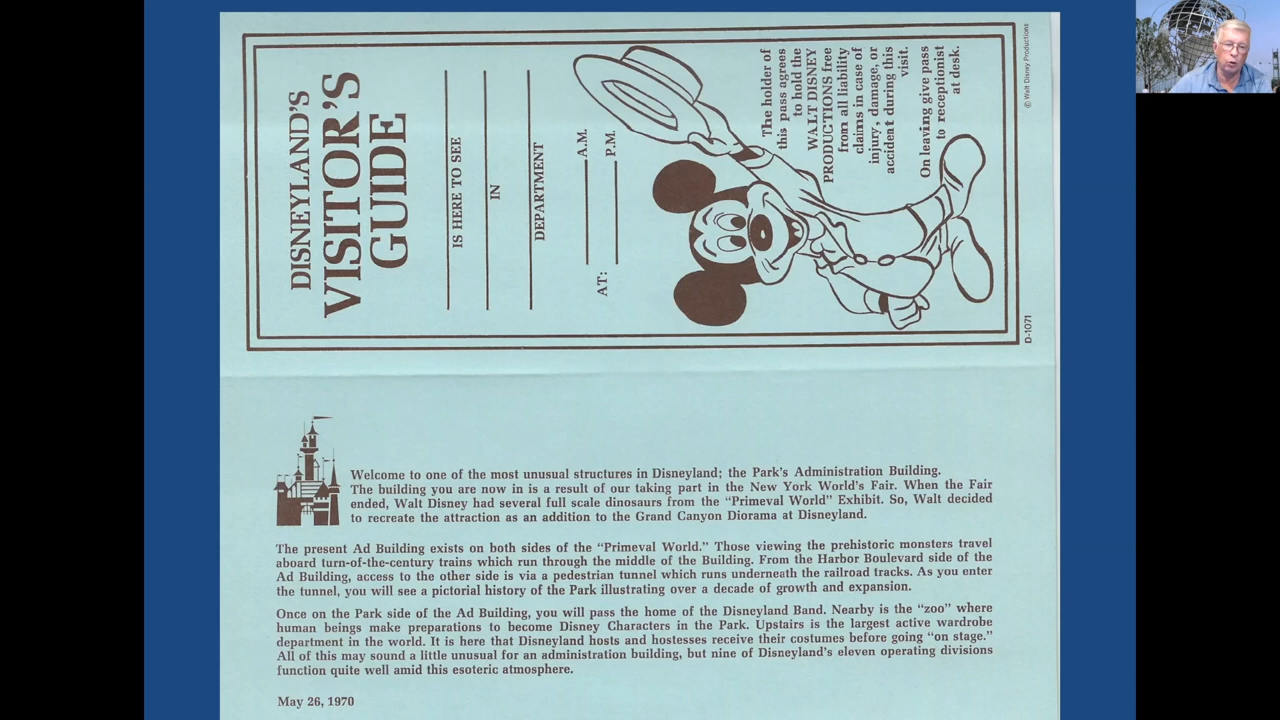 DISNEYLAND'S
VISITOR'S
GUIDE
IS HERE TO SEE
IN
DEPARTMENT
AT:
A.M.
P.M.
The holder of
this pass agrees
to hold the
WALT DISNEY
PRODUCTIONS free
from all liability
claims in case of
injury, damage, or
accident during this
visit.
On leaving give pass
to receptionist
at desk.
© Walt Disney Productions
D-1071
Welcome to one of the most unusual structures in Disneyland; the Park's Administration Building.
The building you are now in is a result of our taking part in the New York World's Fair. When the Fair
ended, Walt Disney had several full scale dinosaurs from the “Primeval World” Exhibit. So, Walt decided
to recreate the attraction as an addition to the Grand Canyon Diorama at Disneyland.
The present Ad Building exists on both sides of the “Primeval World.” Those viewing the prehistoric monsters travel
aboard turn-of-the-century trains which run through the middle of the Building. From the Harbor Boulevard side of the
Ad Building, access to the other side is via a pedestrian tunnel which runs underneath the railroad tracks. As you enter
the tunnel, you will see a pictorial history of the Park illustrating over a decade of growth and expansion.
Once on the Park side of the Ad Building, you will pass the home of the Disneyland Band. Nearby is the “zoo” where
human beings make preparations to become Disney Characters in the Park. Upstairs is the largest active wardrobe
department in the world. It is here that Disneyland hosts and hostesses receive their costumes before going “on stage.”
All of this may sound a little unusual for an administration building, but nine of Disneyland's eleven operating divisions
function quite well amid this esoteric atmosphere.
May 26, 1970